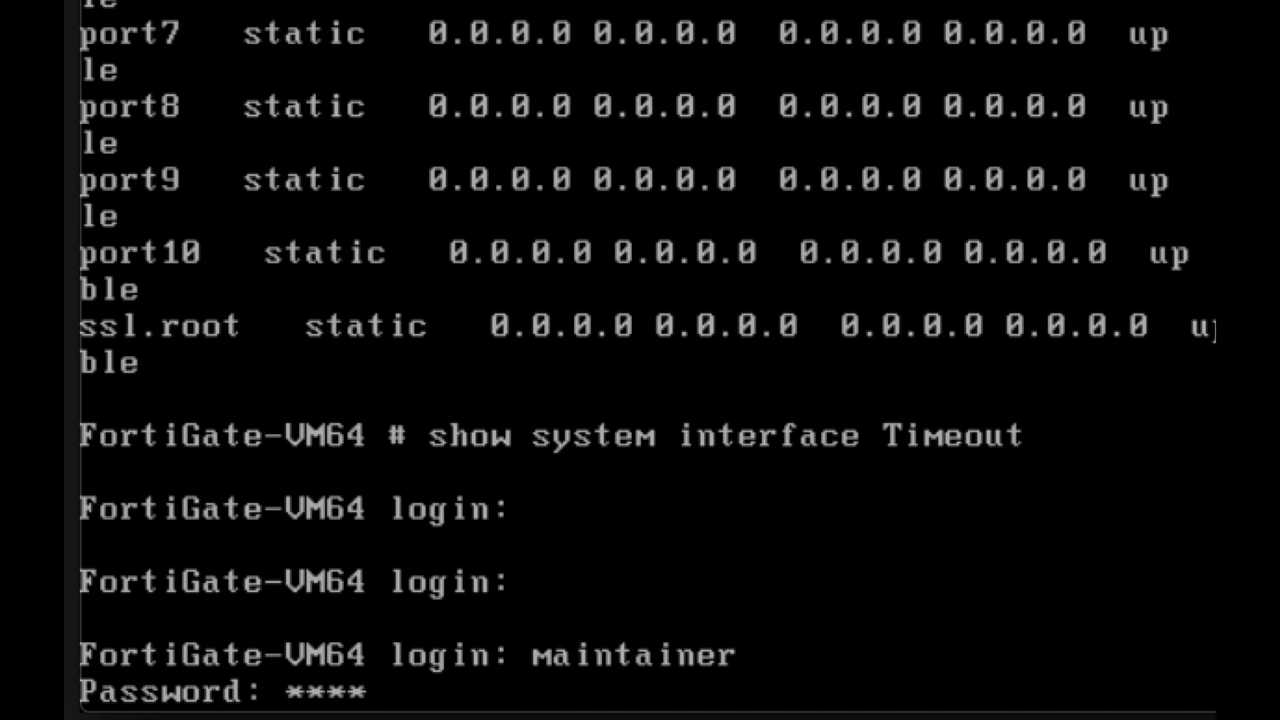 le
port7 static 0.0.0.0 0.0.0.0 0.0.0.0 0.0.0.0 up
le
port8 static 0.0.0.0 0.0.0.0 0.0.0.0 0.0.0.0 up
le
port9 static 0.0.0.0 0.0.0.0 0.0.0.0 0.0.0.0 up
le
port10 static 0.0.0.0 0.0.0.0 0.0.0.0 0.0.0.0 up
ble
ssl.root static 0.0.0.0 0.0.0.0 0.0.0.0 0.0.0.0 up
ble
FortiGate-VM64 # show system interface Timeout
FortiGate-VM64 login:
FortiGate-VM64 login:
FortiGate-VM64 login: maintainer
Password: ****